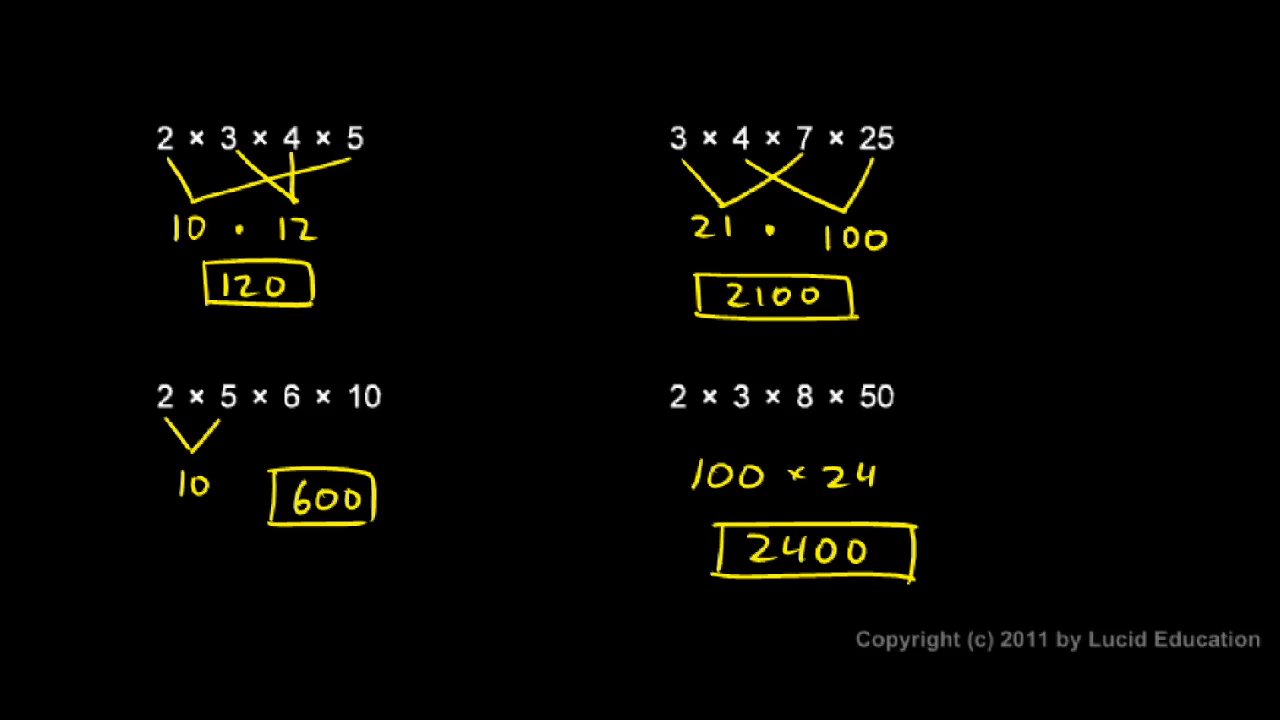 2 × 3 × 4 × 5
10 · 12
120
3 × 4 × 7 × 25
21 · 100
2100
2 × 5 × 6 × 10
10
600
2 × 3 × 8 × 50
100 × 24
2400
Copyright (c) 2011 by Lucid Education